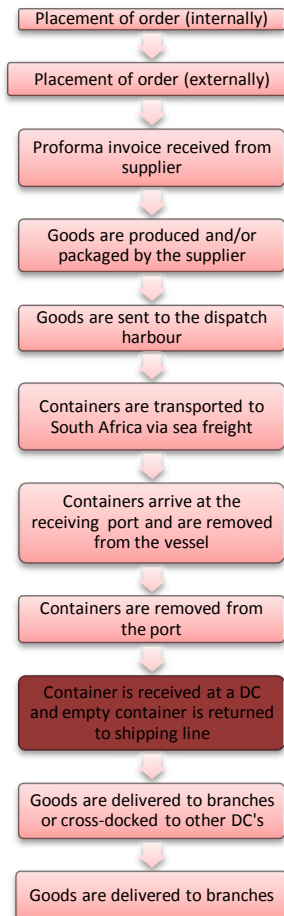 Placement of order (internally)
Placement of order (externally)
Proforma invoice received from
supplier
Goods are produced and/or
packaged by the supplier
Goods are sent to the dispatch
harbour
Containers are transported to
South Africa via sea freight
Containers arrive at the
receiving port and are removed
from the vessel
Containers are removed from
the port
Container is received at a DC
and empty container is returned
to shipping line
Goods are delivered to branches
or cross-docked to other DC's
Goods are delivered to branches